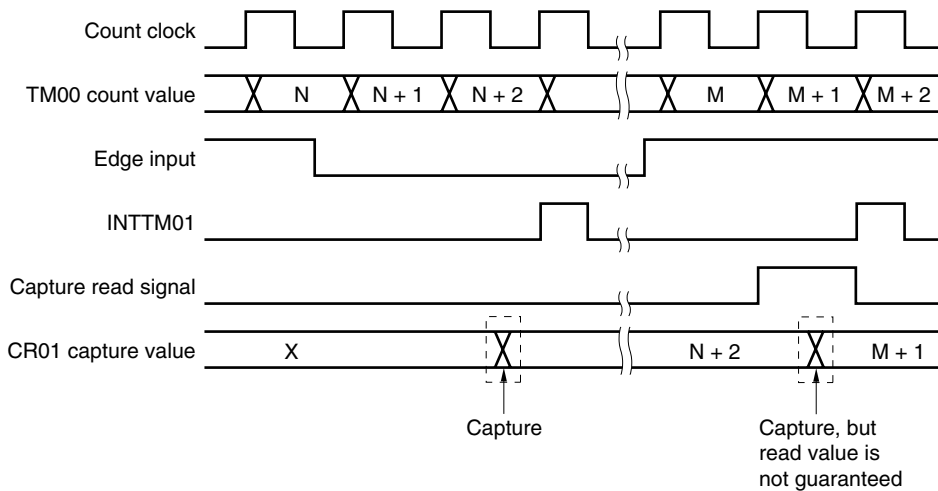 Count clock
TM00 count value N N + 1 N + 2 M M + 1 M + 2
Edge input
INTTM01
Capture read signal
CR01 capture value X N + 2 M + 1
Capture
Capture, but
read value is
not guaranteed